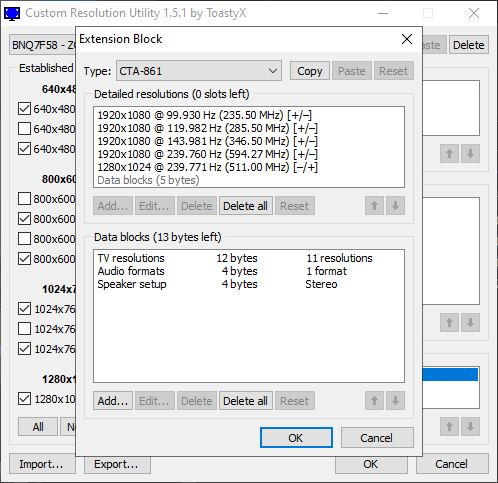 Custom Resolution Utility 1.5.1 by ToastyX
BNQ7F58 - Z
aste
Delete
Established
640x48
640x480
640x480
640x480
800x60
800x600
800x600
800x600
800x600
1024x7
1024x76
1024x76
1024x76
1280x1
1280x10
All
N
Import...
Export...
OK
Cancel
Extension Block
Type:
CTA-861
Copy
Paste
Reset
Detailed resolutions (0 slots left)
1920x1080 @ 99.930 Hz (235.50 MHz) [+/–]
1920x1080 @ 119.982 Hz (285.50 MHz) [+/–]
1920x1080 @ 143.981 Hz (346.50 MHz) [+/–]
1920x1080 @ 239.760 Hz (594.27 MHz) [+/–]
1280x1024 @ 239.771 Hz (511.00 MHz) [–/+]
Data blocks (5 bytes)
Add... Edit... Delete Delete all Reset
Data blocks (13 bytes left)
TV resolutions 12 bytes 11 resolutions
Audio formats 4 bytes 1 format
Speaker setup 4 bytes Stereo
Add... Edit... Delete Delete all Reset
OK Cancel